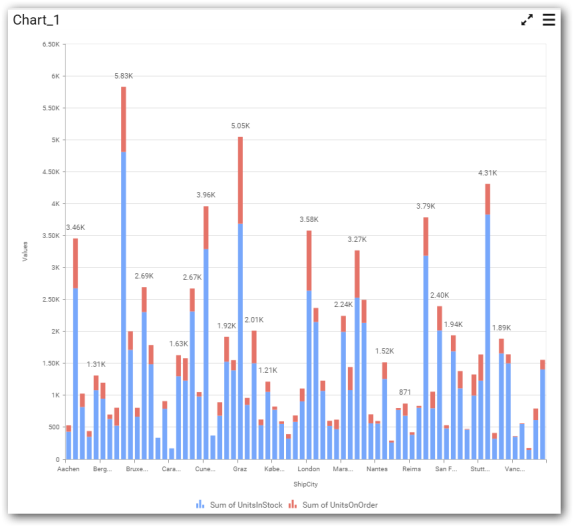 Chart_1
6.50K
6K
5.83K
5.50K
5.05K
5K
4.50K
4.31K
4K
3.96K
3.79K
3.58K
3.50K
3.46K
3.27K
3K
2.69K
2.67K
2.50K
2.40K
2.24K
2K
2.01K
1.92K
1.94K
1.89K
1.63K
1.52K
1.50K
1.31K
1.21K
1K
871
500
0
Values
Aachen Berg... Bruxe... Cara... Cune... Graz Købe... London Mars... Nantes Reims San F... Stutt... Vanc...
ShipCity
Sum of UnitsInStock Sum of UnitsOnOrder